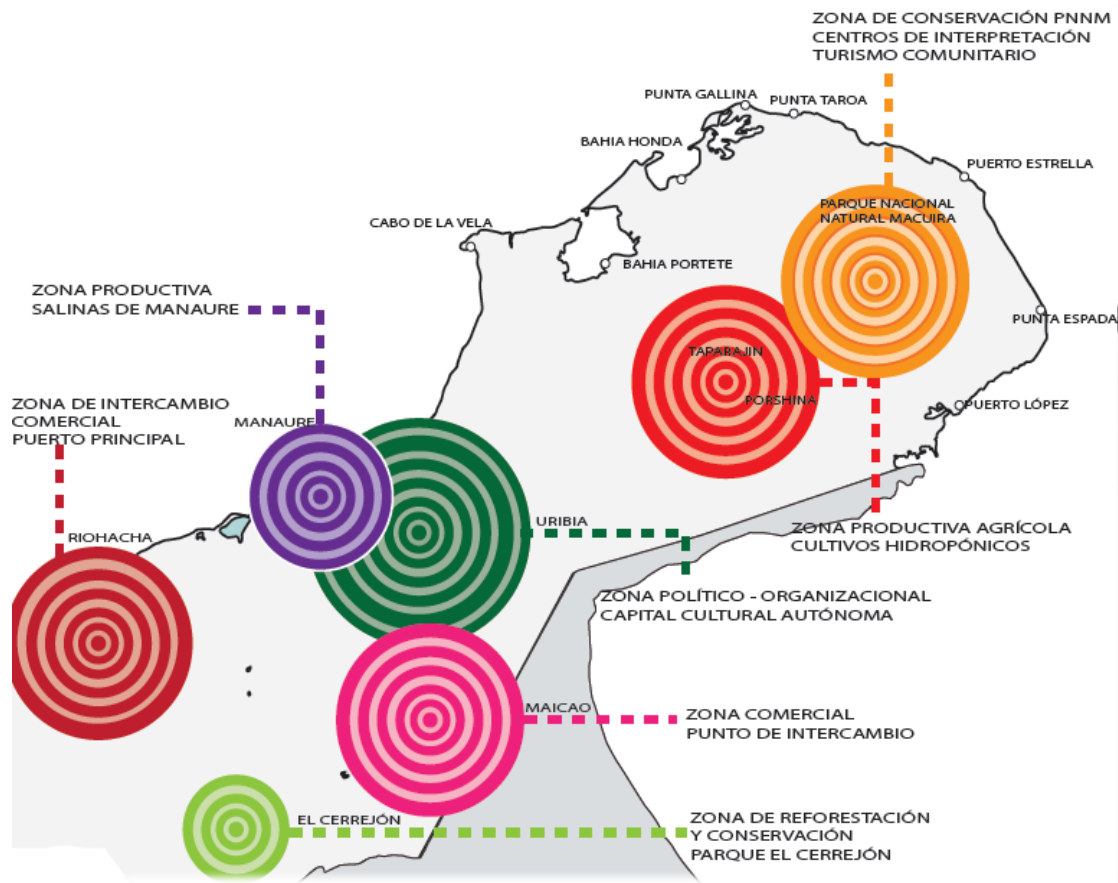 ZONA DE CONSERVACIÓN PNNM
CENTROS DE INTERPRETACIÓN
TURISMO COMUNITARIO
PUNTA GALLINA
PUNTA TAROA
BAHIA HONDA
PUERTO ESTRELLA
PARQUE NACIONAL
NATURAL MACUIRA
CABO DE LA VELA
BAHIA PORTETE
ZONA PRODUCTIVA
SALINAS DE MANAURE
PUNTA ESPADA
TAPARAJIN
PORSHINA
PUERTO LÓPEZ
ZONA DE INTERCAMBIO
COMERCIAL
PUERTO PRINCIPAL
MANAURE
RIOHACHA
URIBIA
ZONA PRODUCTIVA AGRÍCOLA
CULTIVOS HIDROPÓNICOS
ZONA POLÍTICO - ORGANIZACIONAL
CAPITAL CULTURAL AUTÓNOMA
MAICAO
ZONA COMERCIAL
PUNTO DE INTERCAMBIO
EL CERREJÓN
ZONA DE REFORESTACIÓN
Y CONSERVACIÓN
PARQUE EL CERREJÓN